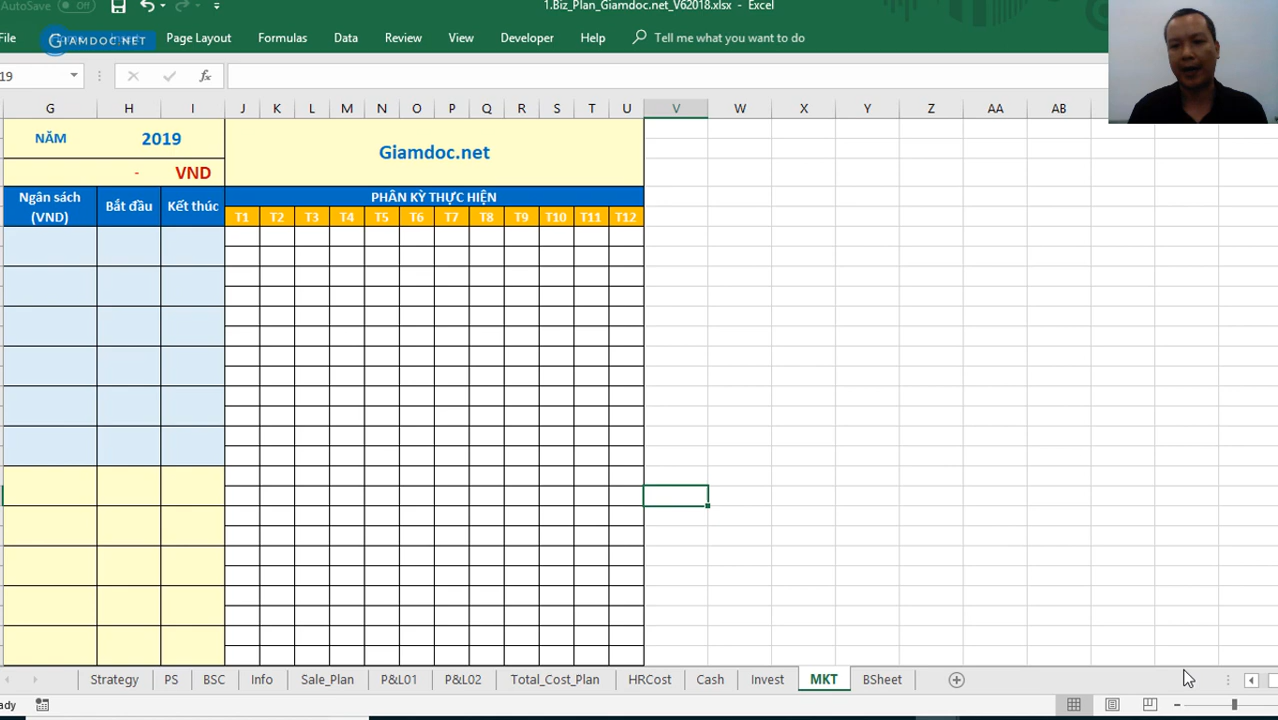 AutoSave Off 1.Biz_Plan_Giamdoc.net_V62018.xlsx - Excel
File GIAMDOC.NET Page Layout Formulas Data Review View Developer Help Tell me what you want to do
19 fx
G H I J K L M N O P Q R S T U V W X Y Z AA AB
NĂM 2019
Giamdoc.net
- VND
Ngân sách (VND) Bắt đầu Kết thúc PHÂN KỲ THỰC HIỆN
T1 T2 T3 T4 T5 T6 T7 T8 T9 T10 T11 T12
Strategy PS BSC Info Sale_Plan P&L01 P&L02 Total_Cost_Plan HRCost Cash Invest MKT BSheet
ady